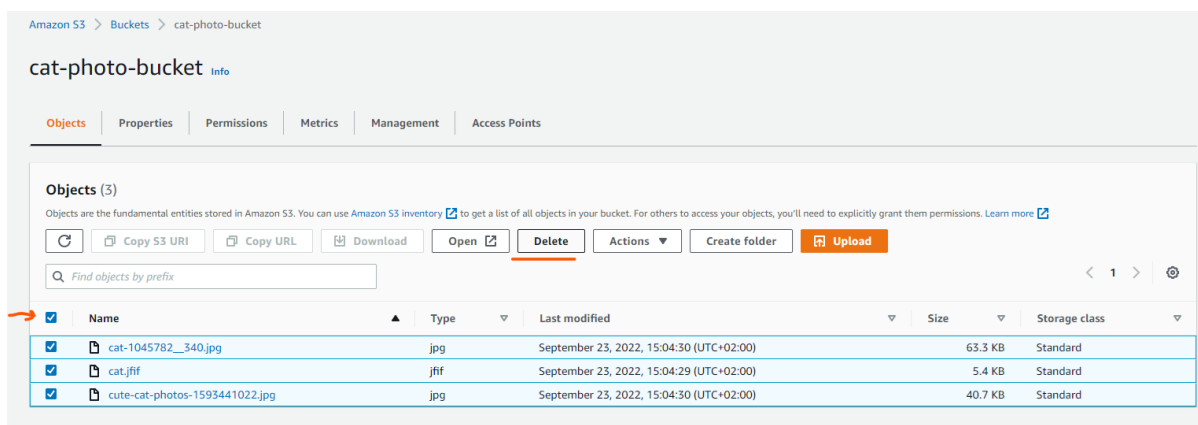 Amazon S3 > Buckets > cat-photo-bucket
cat-photo-bucket Info
Objects Properties Permissions Metrics Management Access Points
Objects (3)
Objects are the fundamental entities stored in Amazon S3. You can use Amazon S3 inventory to get a list of all objects in your bucket. For others to access your objects, you'll need to explicitly grant them permissions. Learn more
Copy S3 URI Copy URL Download Open Delete Actions Create folder Upload
Find objects by prefix 1
Name Type Last modified Size Storage class
cat-1045782__340.jpg jpg September 23, 2022, 15:04:30 (UTC+02:00) 63.3 KB Standard
cat.jfif jfif September 23, 2022, 15:04:29 (UTC+02:00) 5.4 KB Standard
cute-cat-photos-1593441022.jpg jpg September 23, 2022, 15:04:30 (UTC+02:00) 40.7 KB Standard